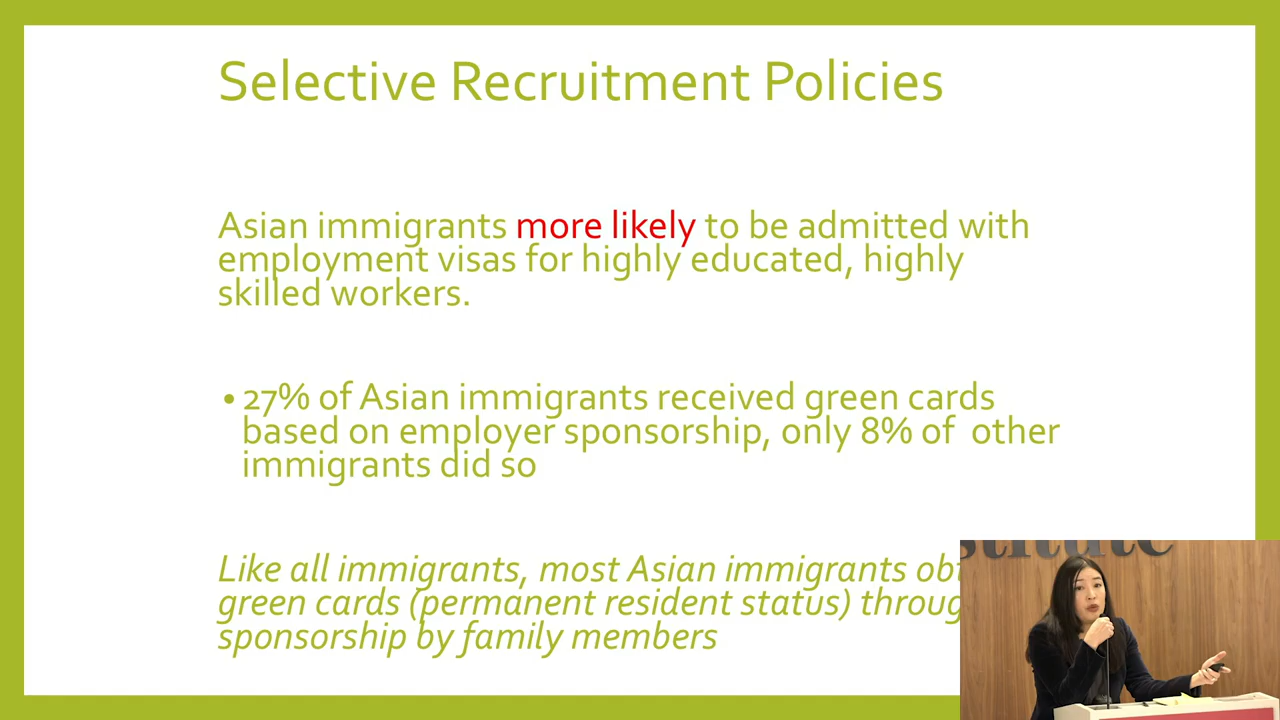 Selective Recruitment Policies
Asian immigrants more likely to be admitted with
employment visas for highly educated, highly
skilled workers.
• 27% of Asian immigrants received green cards
based on employer sponsorship, only 8% of other
immigrants did so
Like all immigrants, most Asian immigrants
green cards (permanent resident status)
sponsorship by family members